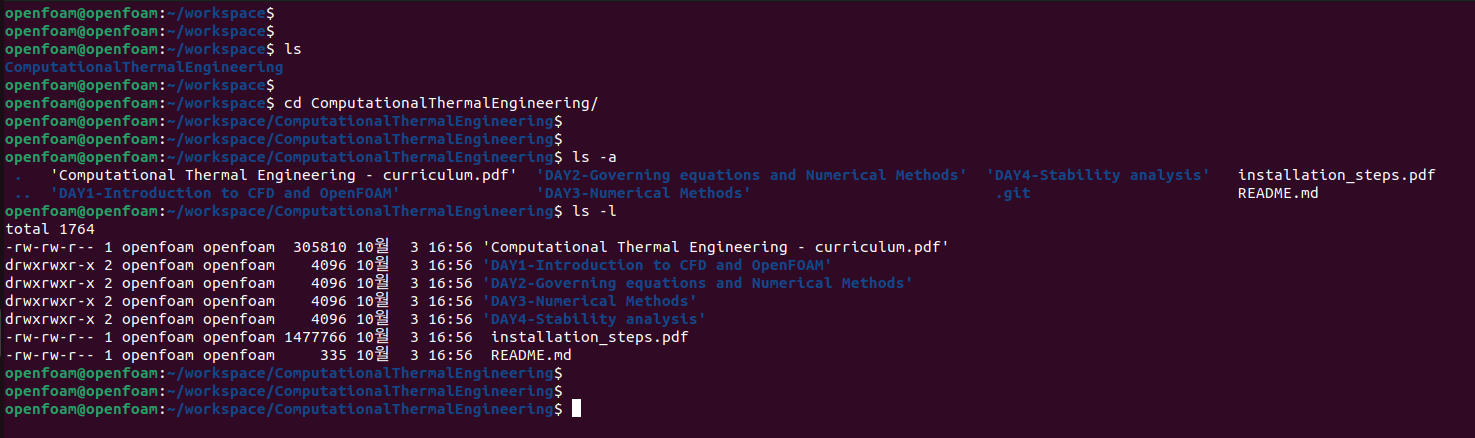 openfoam@openfoam:~/workspace$
openfoam@openfoam:~/workspace$
openfoam@openfoam:~/workspace$ ls
ComputationalThermalEngineering
openfoam@openfoam:~/workspace$
openfoam@openfoam:~/workspace$ cd ComputationalThermalEngineering/
openfoam@openfoam:~/workspace/ComputationalThermalEngineering$
openfoam@openfoam:~/workspace/ComputationalThermalEngineering$
openfoam@openfoam:~/workspace/ComputationalThermalEngineering$ ls -a
 .   'Computational Thermal Engineering - curriculum.pdf'  'DAY2-Governing equations and Numerical Methods'  'DAY4-Stability analysis'   installation_steps.pdf
 ..  'DAY1-Introduction to CFD and OpenFOAM'               'DAY3-Numerical Methods'                           .git                       README.md
openfoam@openfoam:~/workspace/ComputationalThermalEngineering$ ls -l
total 1764
-rw-rw-r-- 1 openfoam openfoam  305810 10월  3 16:56 'Computational Thermal Engineering - curriculum.pdf'
drwxrwxr-x 2 openfoam openfoam    4096 10월  3 16:56 'DAY1-Introduction to CFD and OpenFOAM'
drwxrwxr-x 2 openfoam openfoam    4096 10월  3 16:56 'DAY2-Governing equations and Numerical Methods'
drwxrwxr-x 2 openfoam openfoam    4096 10월  3 16:56 'DAY3-Numerical Methods'
drwxrwxr-x 2 openfoam openfoam    4096 10월  3 16:56 'DAY4-Stability analysis'
-rw-rw-r-- 1 openfoam openfoam 1477766 10월  3 16:56  installation_steps.pdf
-rw-rw-r-- 1 openfoam openfoam     335 10월  3 16:56  README.md
openfoam@openfoam:~/workspace/ComputationalThermalEngineering$
openfoam@openfoam:~/workspace/ComputationalThermalEngineering$
openfoam@openfoam:~/workspace/ComputationalThermalEngineering$